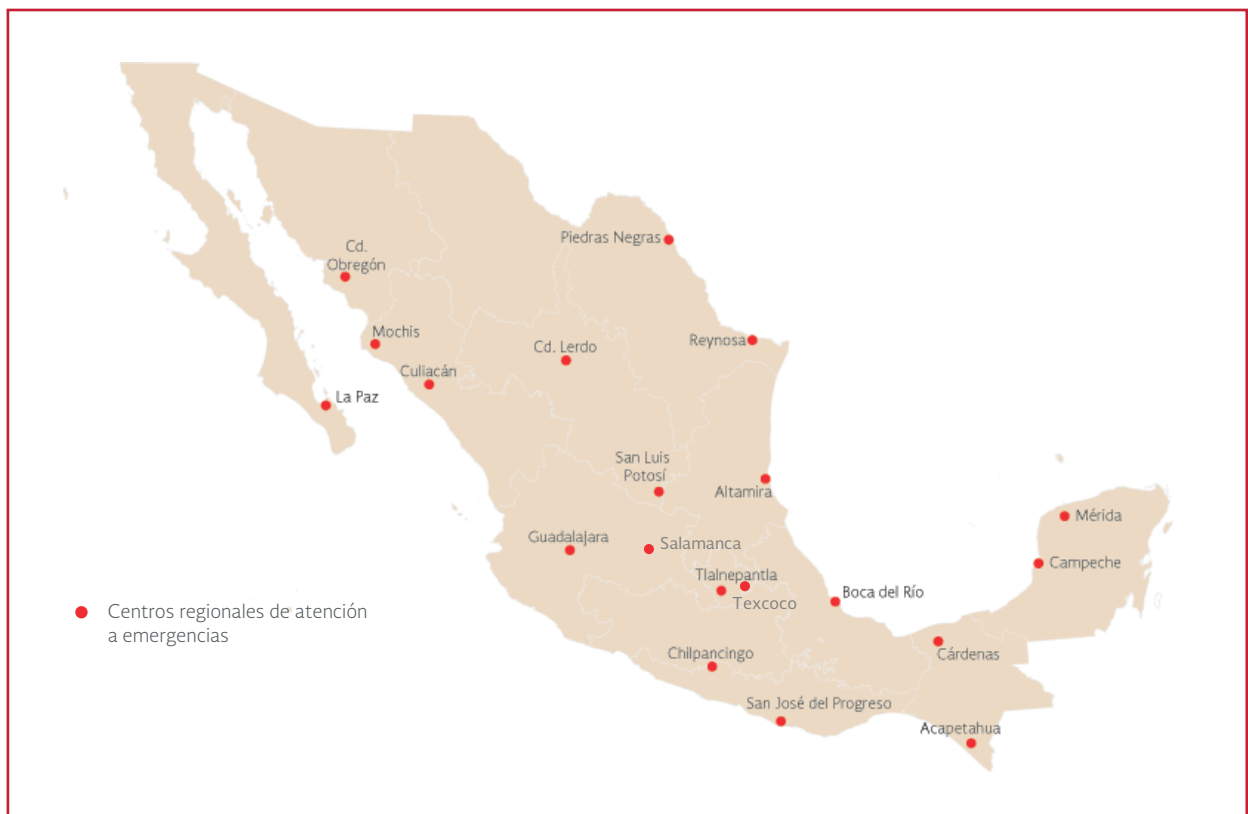 Piedras Negras
Cd.
Obregón
Mochis
Reynosa
Cd. Lerdo
Culiacán
La Paz
San Luis
Potosí
Altamira
Mérida
Guadalajara
Salamanca
Campeche
Tlalnepantla
Boca del Río
Texcoco
Centros regionales de atención
a emergencias
Chilpancingo
Cárdenas
San José del Progreso
Acapetahua